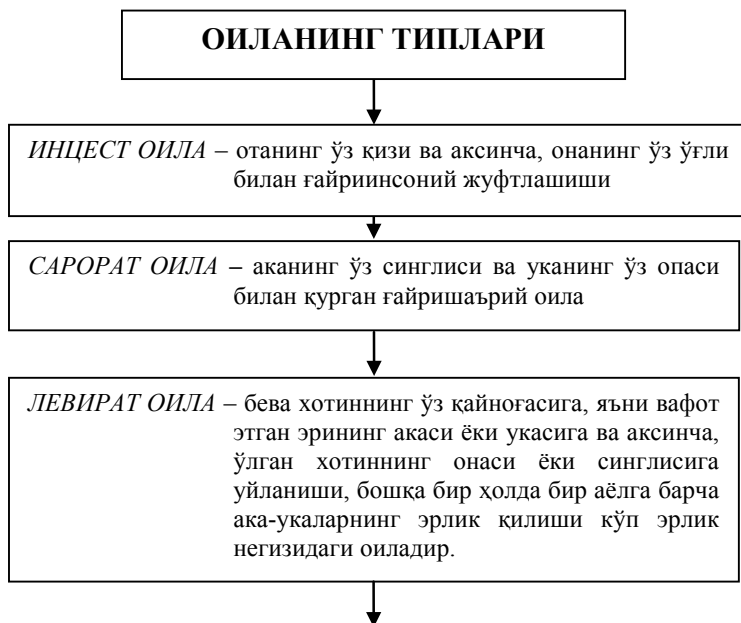 ОИЛАНИНГ ТИПЛАРИ
ИНЦЕСТ ОИЛА – отанинг ўз қизи ва аксинча, онанинг ўз ўғли
билан ғайриинсоний жуфтлашиши
САРОРАТ ОИЛА – аканинг ўз синглиси ва уканинг ўз опаси
билан қурган ғайришаърий оила
ЛЕВИРАТ ОИЛА – бева хотиннинг ўз қайноғасига, яъни вафот
этган эрининг акаси ёки укасига ва аксинча,
ўлган хотиннинг онаси ёки синглисига
уйланиши, бошқа бир ҳолда бир аёлга барча
ака-укаларнинг эрлик қилиши кўп эрлик
негизидаги оиладир.